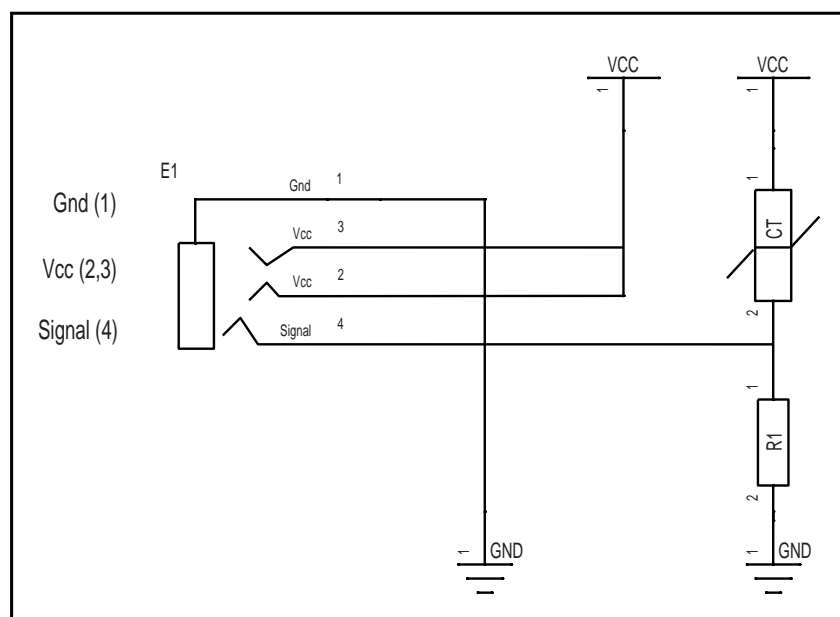 VCC
VCC
1
1
E1
Gnd (1)
Gnd 1
1
Vcc 3
CT
Vcc (2,3)
Vcc 2
2
Signal (4)
Signal 4
1
R1
2
1 GND
1 GND